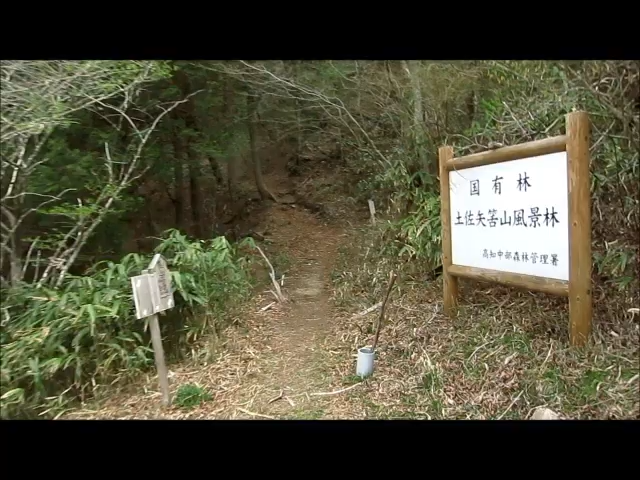 国有林
土佐矢筈山風景林
高知中部森林管理署